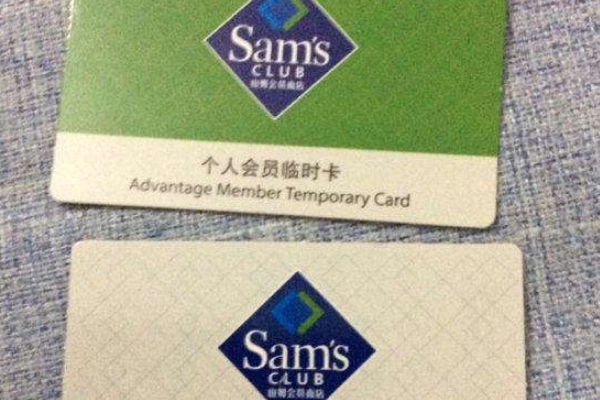 Sam's
CLUB
山姆会员商店
个人会员临时卡
Advantage Member Temporary Card
Sam's
CLUB
山姆会员商店